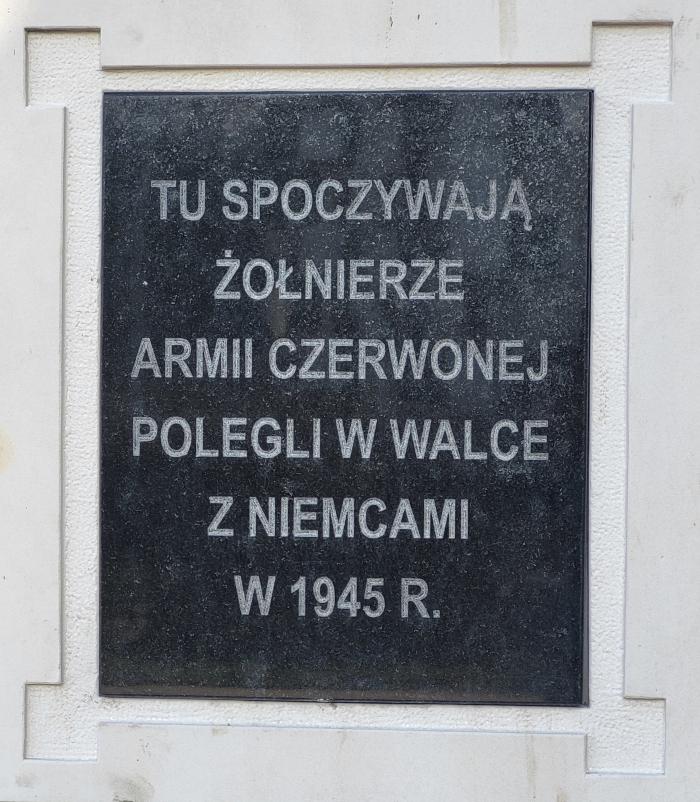 TU SPOCZYWAJĄ
ŻOŁNIERZE
ARMII CZERWONEJ
POLEGLI W WALCE
Z NIEMCAMI
W 1945 R.